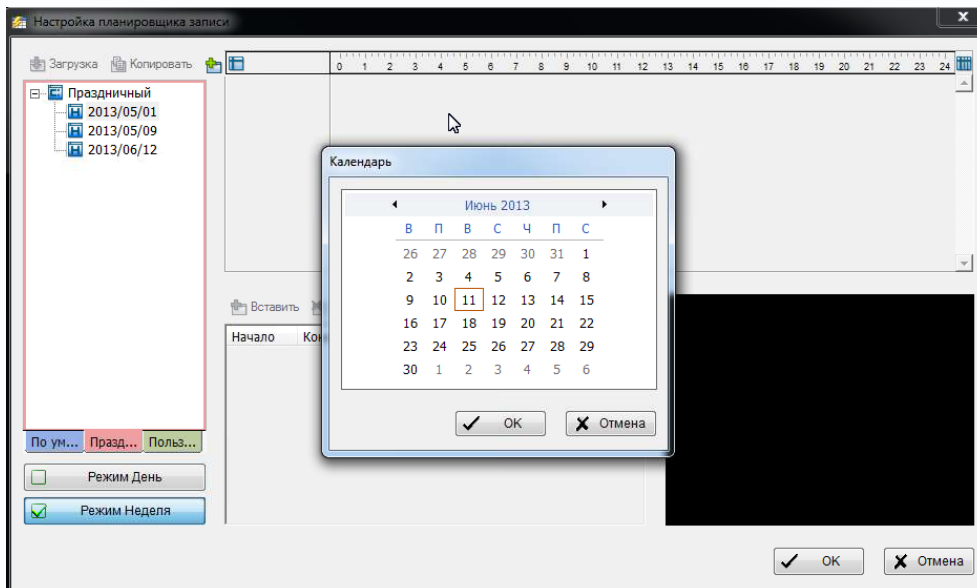 Настройка планировщика записи
Загрузка Копировать
0 1 2 3 4 5 6 7 8 9 10 11 12 13 14 15 16 17 18 19 20 21 22 23 24
Праздничный
2013/05/01
2013/05/09
2013/06/12
Календарь
Июнь 2013
В П В С Ч П С
26 27 28 29 30 31 1
2 3 4 5 6 7 8
9 10 11 12 13 14 15
16 17 18 19 20 21 22
23 24 25 26 27 28 29
30 1 2 3 4 5 6
OK Отмена
Вставить
Начало Кон
По ум... Празд... Польз...
Режим День
Режим Неделя
OK Отмена